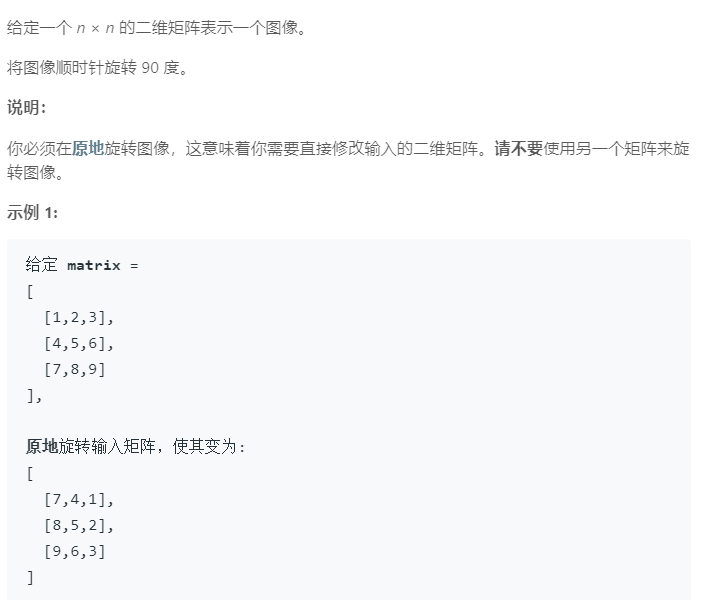 给定一个 n × n 的二维矩阵表示一个图像。
将图像顺时针旋转 90 度。
说明：
你必须在原地旋转图像，这意味着你需要直接修改输入的二维矩阵。请不要使用另一个矩阵来旋
转图像。
示例 1:
给定 matrix =
[
  [1,2,3],
  [4,5,6],
  [7,8,9]
],
原地旋转输入矩阵，使其变为:
[
  [7,4,1],
  [8,5,2],
  [9,6,3]
]